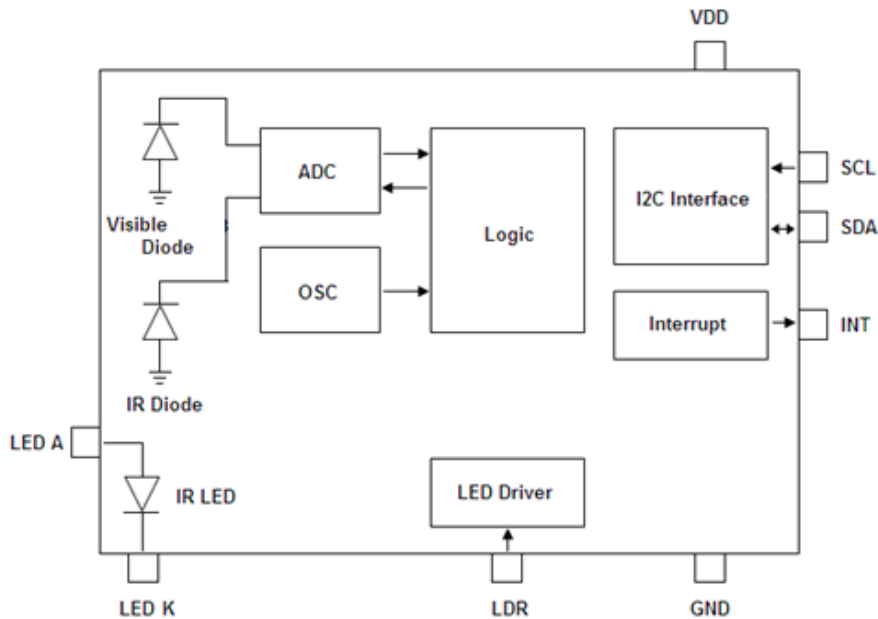 VDD
ADC
Logic
I2C Interface
SCL
SDA
Visible
Diode
OSC
Interrupt
INT
IR Diode
LED A
IR LED
LED Driver
LED K
LDR
GND